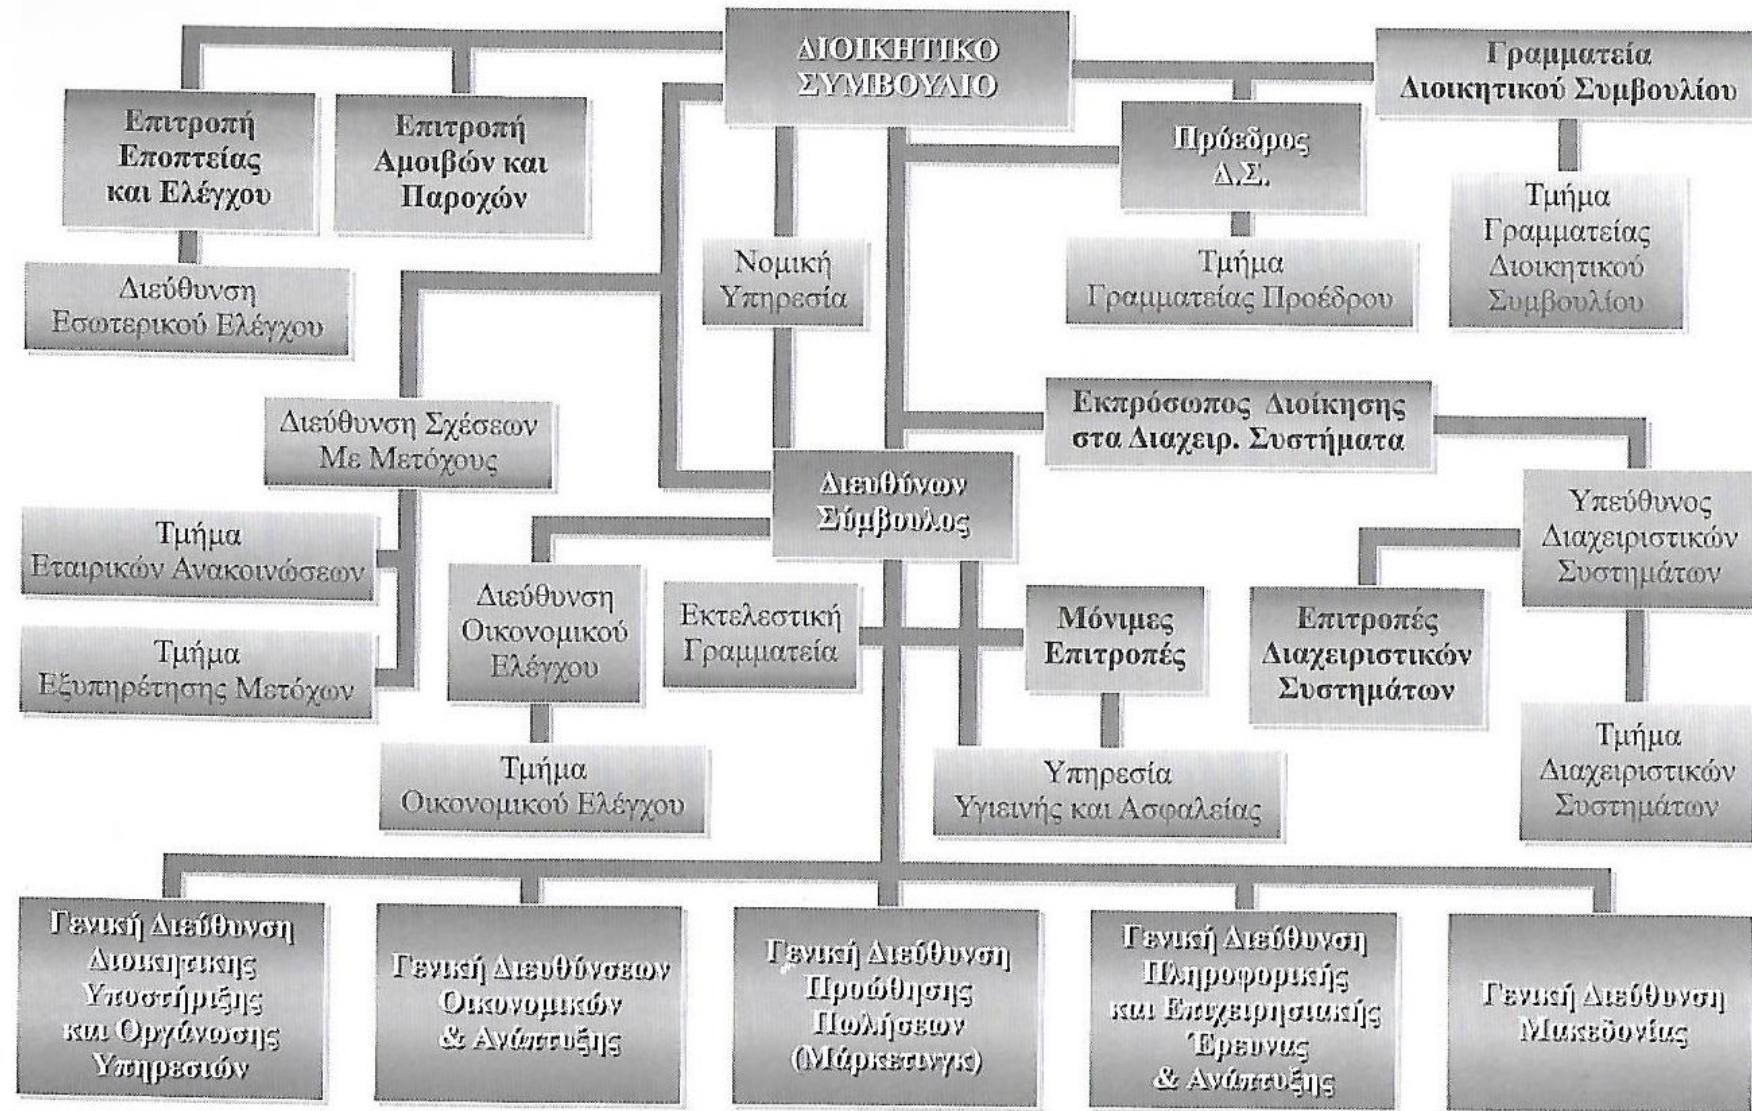 ΔΙΟΙΚΗΤΙΚΟ
ΣΥΜΒΟΥΛΙΟ
Γραμματεία
Διοικητικού Συμβουλίου
Επιτροπή
Εποπτείας
και Ελέγχου
Επιτροπή
Αμοιβών και
Παροχών
Πρόεδρος
Δ.Σ.
Τμήμα
Γραμματείας
Διοικητικού
Συμβουλίου
Νομική
Υπηρεσία
Τμήμα
Γραμματείας Προέδρου
Διεύθυνση
Εσωτερικού Ελέγχου
Διεύθυνση Σχέσεων
Με Μετόχους
Εκπρόσωπος Διοίκησης
στα Διαχειρ. Συστήματα
Διευθύνων
Σύμβουλος
Υπεύθυνος
Διαχειριστικών
Συστημάτων
Τμήμα
Εταιρικών Ανακοινώσεων
Διεύθυνση
Οικονομικού
Ελέγχου
Εκτελεστική
Γραμματεία
Μόνιμες
Επιτροπές
Επιτροπές
Διαχειριστικών
Συστημάτων
Τμήμα
Εξυπηρέτησης Μετόχων
Τμήμα
Οικονομικού Ελέγχου
Υπηρεσία
Υγιεινής και Ασφαλείας
Τμήμα
Διαχειριστικών
Συστημάτων
Γενική Διεύθυνση
Διοικητικης
Υποστήριξης
και Οργάνωσης
Υπηρεσιών
Γενική Διευθύνσεων
Οικονομικών
& Ανάπτυξης
Γενική Διεύθυνση
Προώθησης
Πωλήσεων
(Μάρκετινγκ)
Γενική Διεύθυνση
Πληροφορικής
και Επιχειρησιακής
Έρευνας
& Ανάπτυξης
Γενική Διεύθυνση
Μακεδονίας